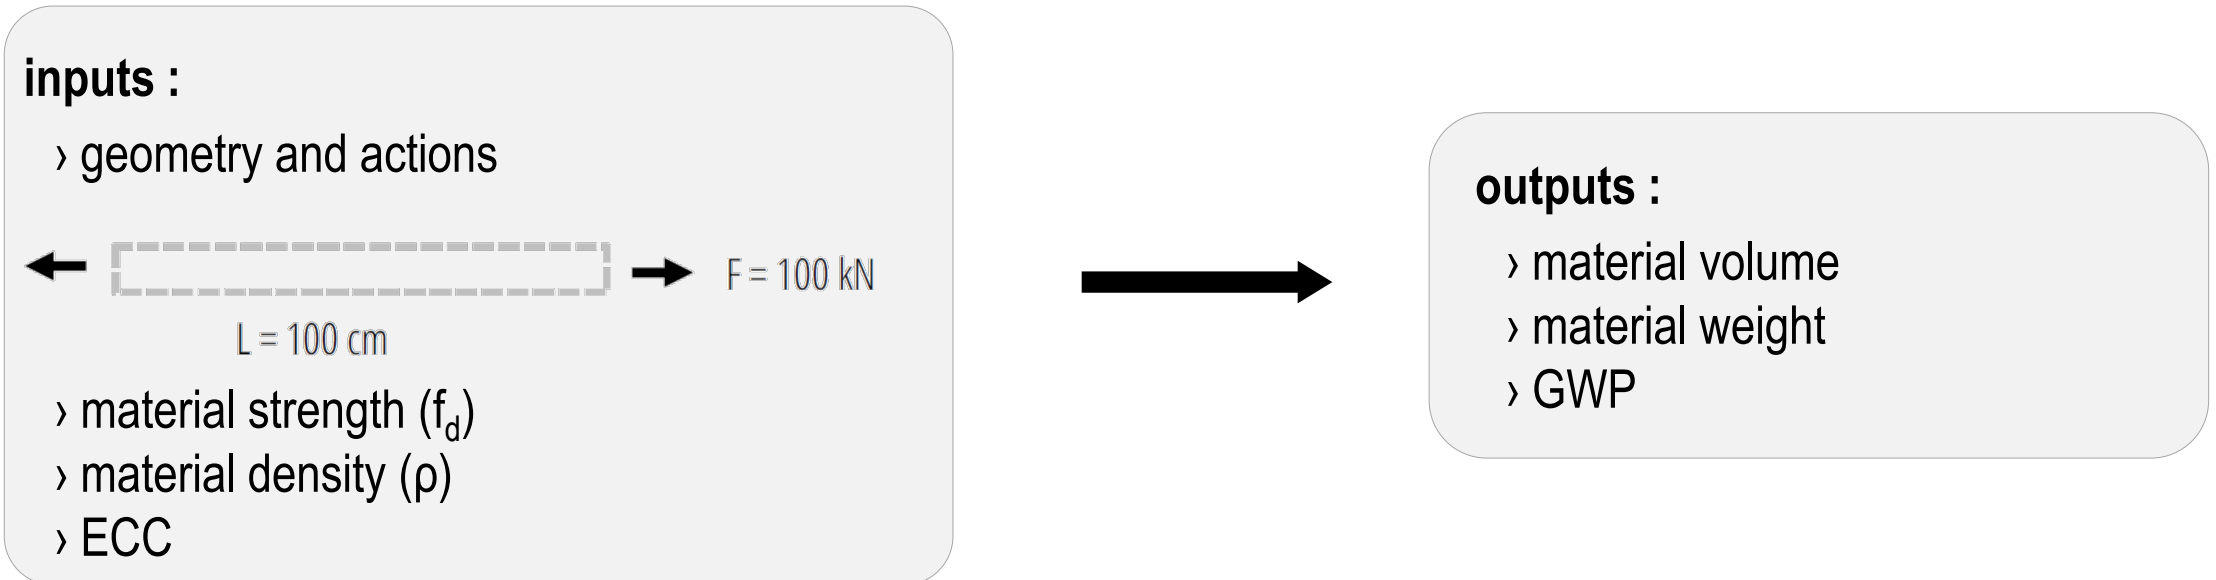 inputs :
› geometry and actions
F = 100 kN
L = 100 cm
› material strength (fd)
› material density (ρ)
› ECC
outputs :
› material volume
› material weight
› GWP